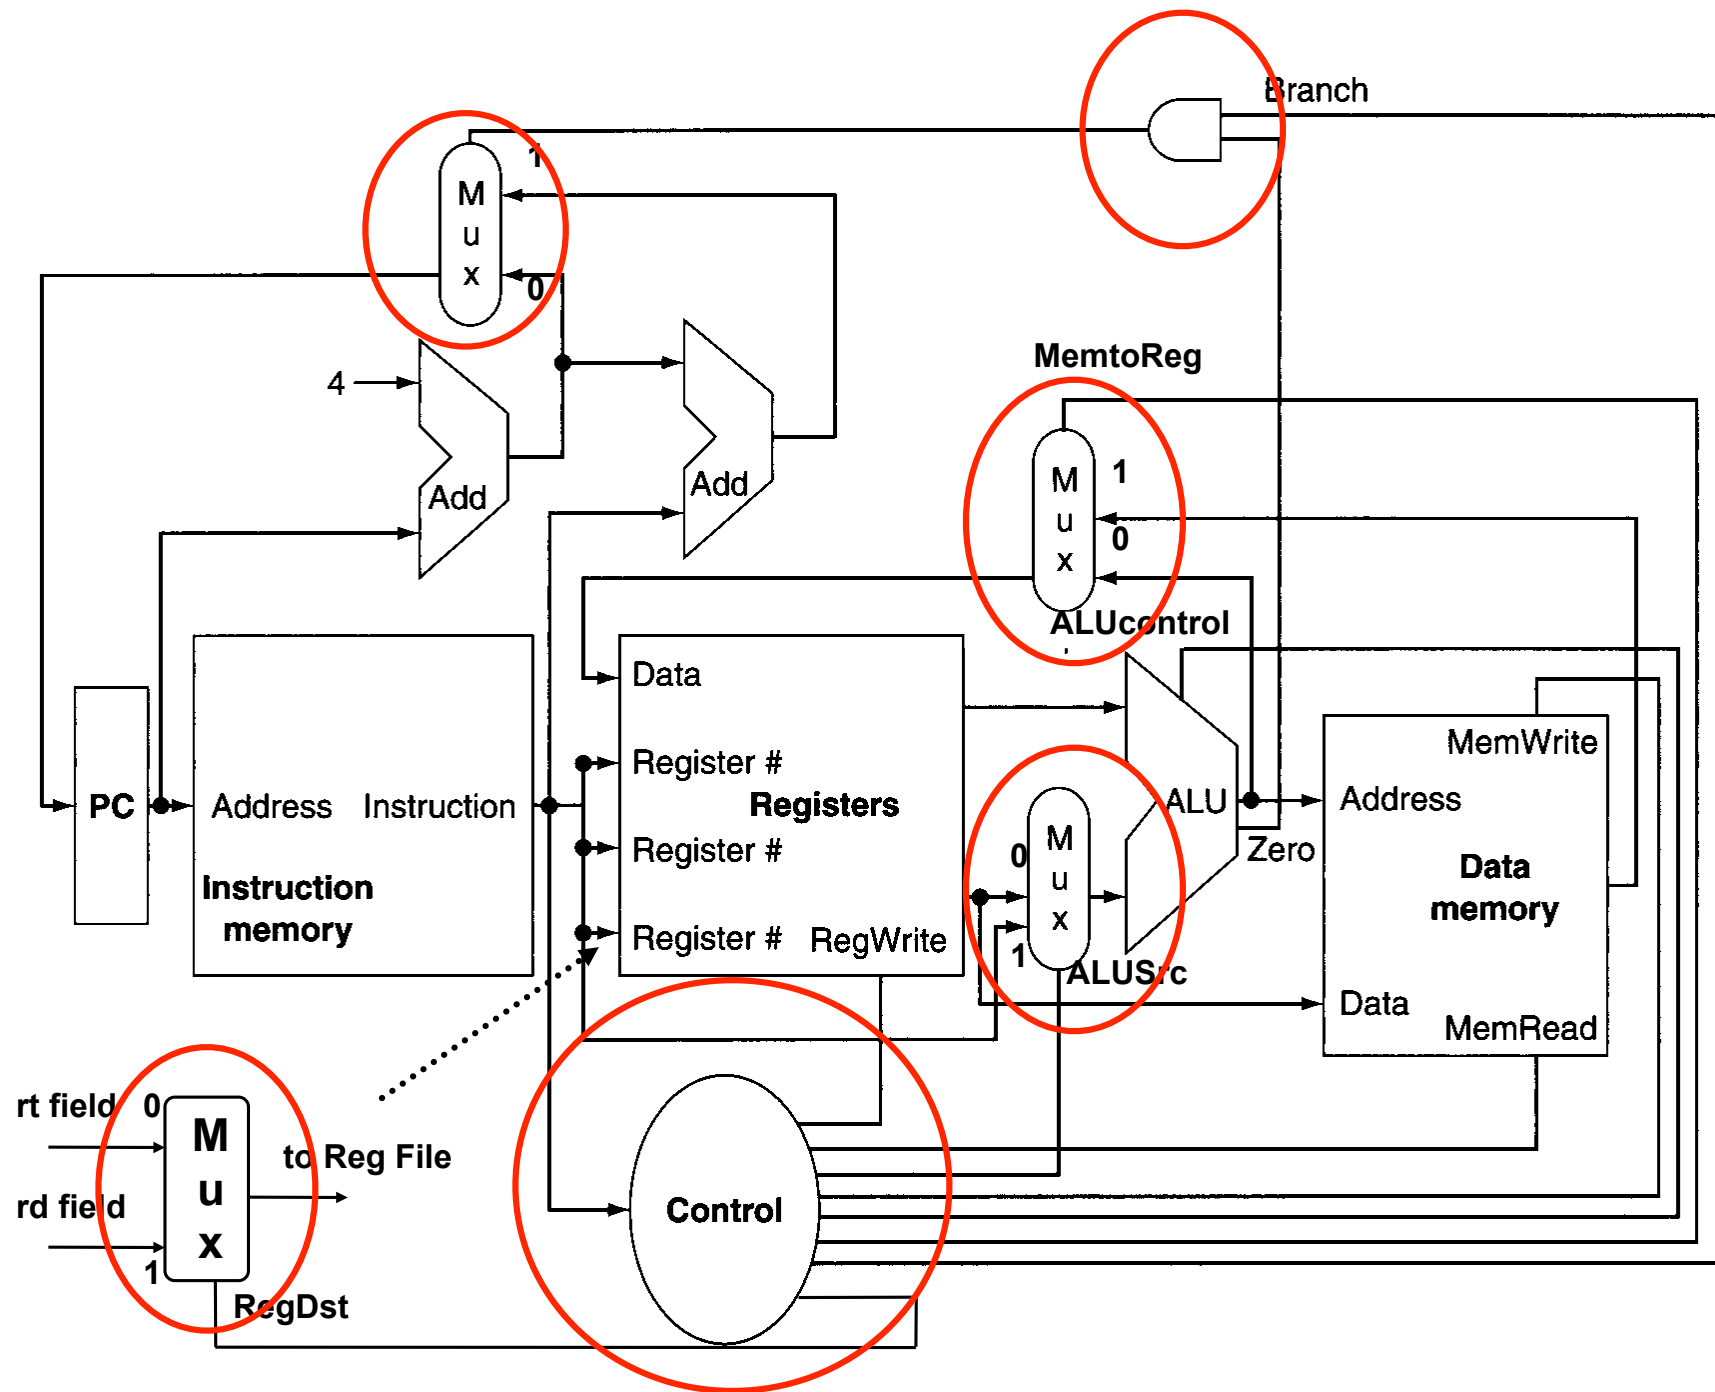 Branch
1
M
u
x
0
MemtoReg
4
Add
Add
M
u
x
1
0
ALUcontrol
Data
Register #
Register #
Register #
Registers
RegWrite
PC
Address
Instruction
Instruction
memory
0
M
u
x
1
ALUSrc
ALU
Zero
MemWrite
Address
Data
memory
Data
MemRead
rt field
0
M
u
x
to Reg File
rd field
1
RegDst
Control